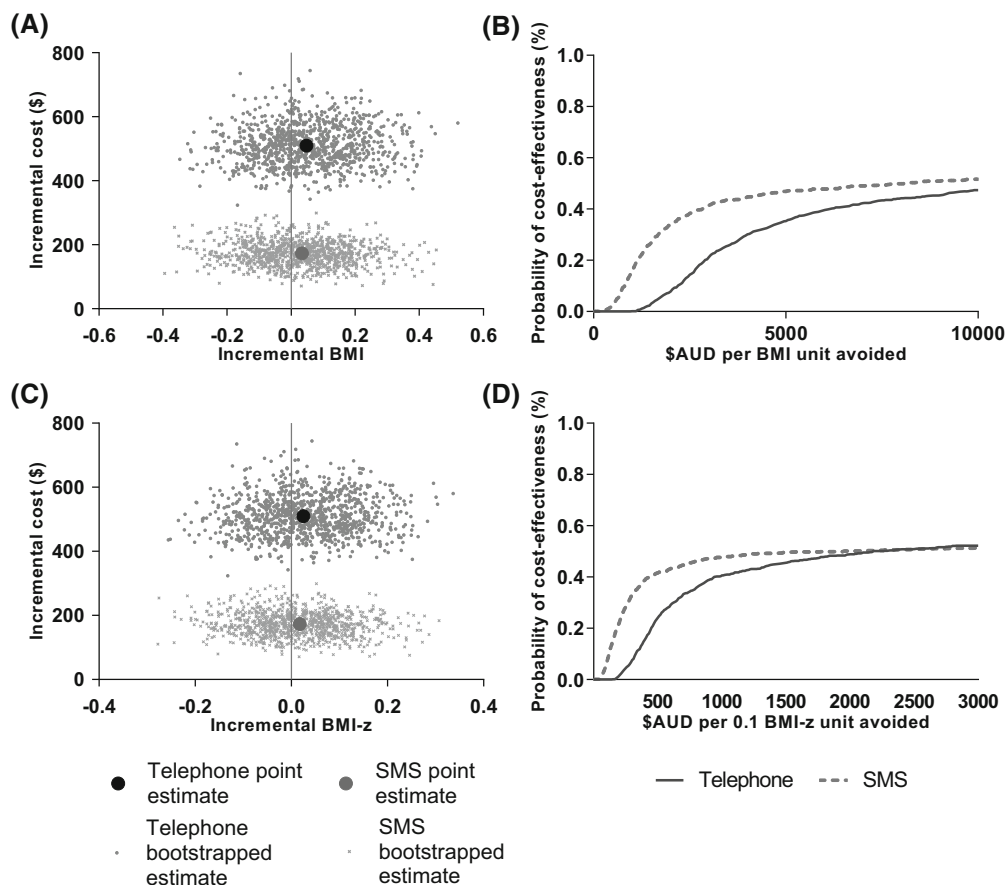 (A)
800
600
400
200
0
Incremental cost ($)
-0.6
-0.4
-0.2
0.0
0.2
0.4
0.6
Incremental BMI
(B)
1.0
0.8
0.6
0.4
0.2
0.0
Probability of cost-effectiveness (%)
0
5000
10000
$AUD per BMI unit avoided
(C)
800
600
400
200
0
Incremental cost ($)
-0.4
-0.2
0.0
0.2
0.4
Incremental BMI-z
(D)
1.0
0.8
0.6
0.4
0.2
0.0
Probability of cost-effectiveness (%)
500
1000
1500
2000
2500
3000
$AUD per 0.1 BMI-z unit avoided
Telephone point
estimate
SMS point
estimate
Telephone
bootstrapped
estimate
SMS
bootstrapped
estimate
Telephone
SMS